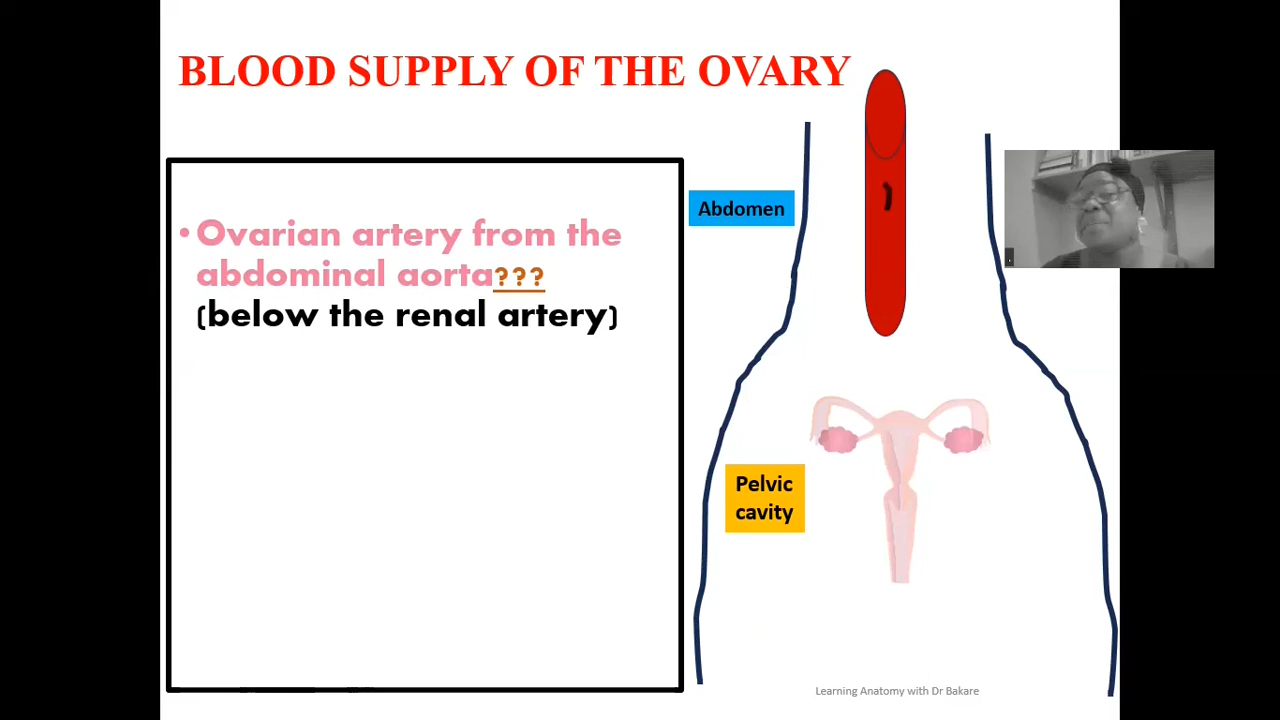 BLOOD SUPPLY OF THE OVARY
• Ovarian artery from the
abdominal aorta???
(below the renal artery)
Abdomen
Pelvic
cavity
Learning Anatomy with Dr Bakare